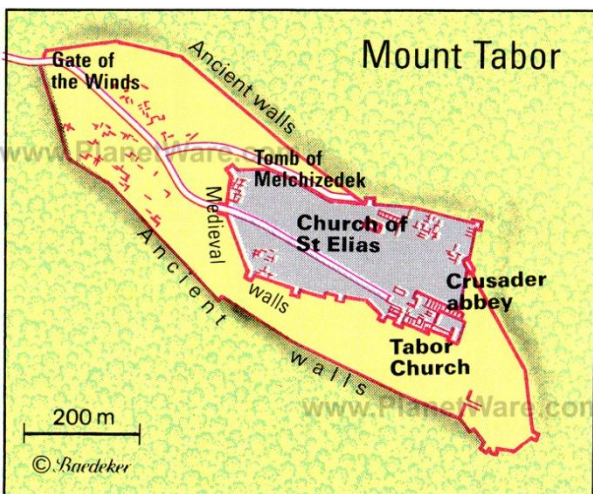 Mount Tabor
Gate of
the Winds
Ancient walls
www.PlanetWare.com
Tomb of
Melchizedek
Medieval
walls
Church of
St Elias
Crusader
abbey
Ancient walls
Tabor
Church
www.PlanetWare.com
200 m
© Baedeker